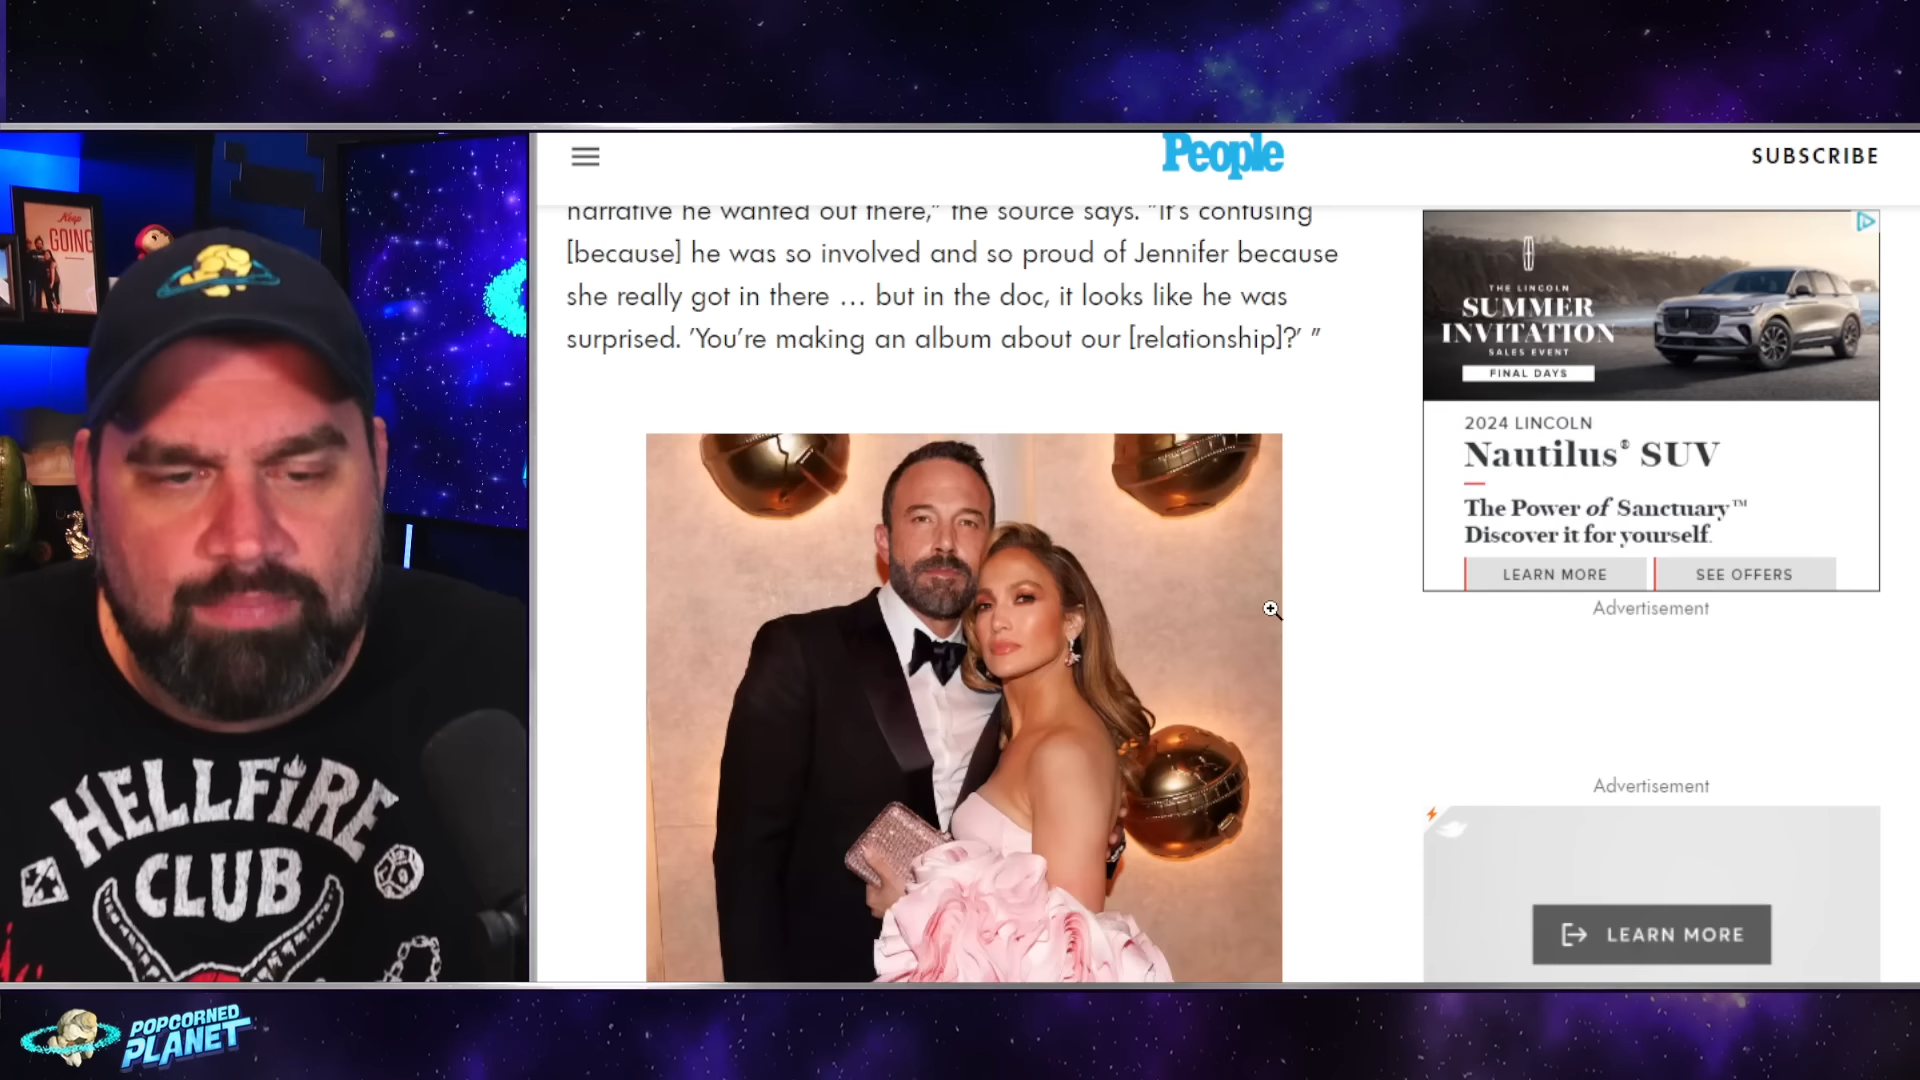 People
SUBSCRIBE
narrative he wanted out there,” the source says. “It’s confusing
[because] he was so involved and so proud of Jennifer because
she really got in there … but in the doc, it looks like he was
surprised. ’You’re making an album about our [relationship]?’ ”
THE LINCOLN
SUMMER
INVITATION
SALES EVENT
FINAL DAYS
2024 LINCOLN
Nautilus® SUV
The Power of Sanctuary™
Discover it for yourself.
LEARN MORE
SEE OFFERS
Advertisement
Advertisement
LEARN MORE
GOING
HELLFIRE
CLUB
POPCORNED
PLANET